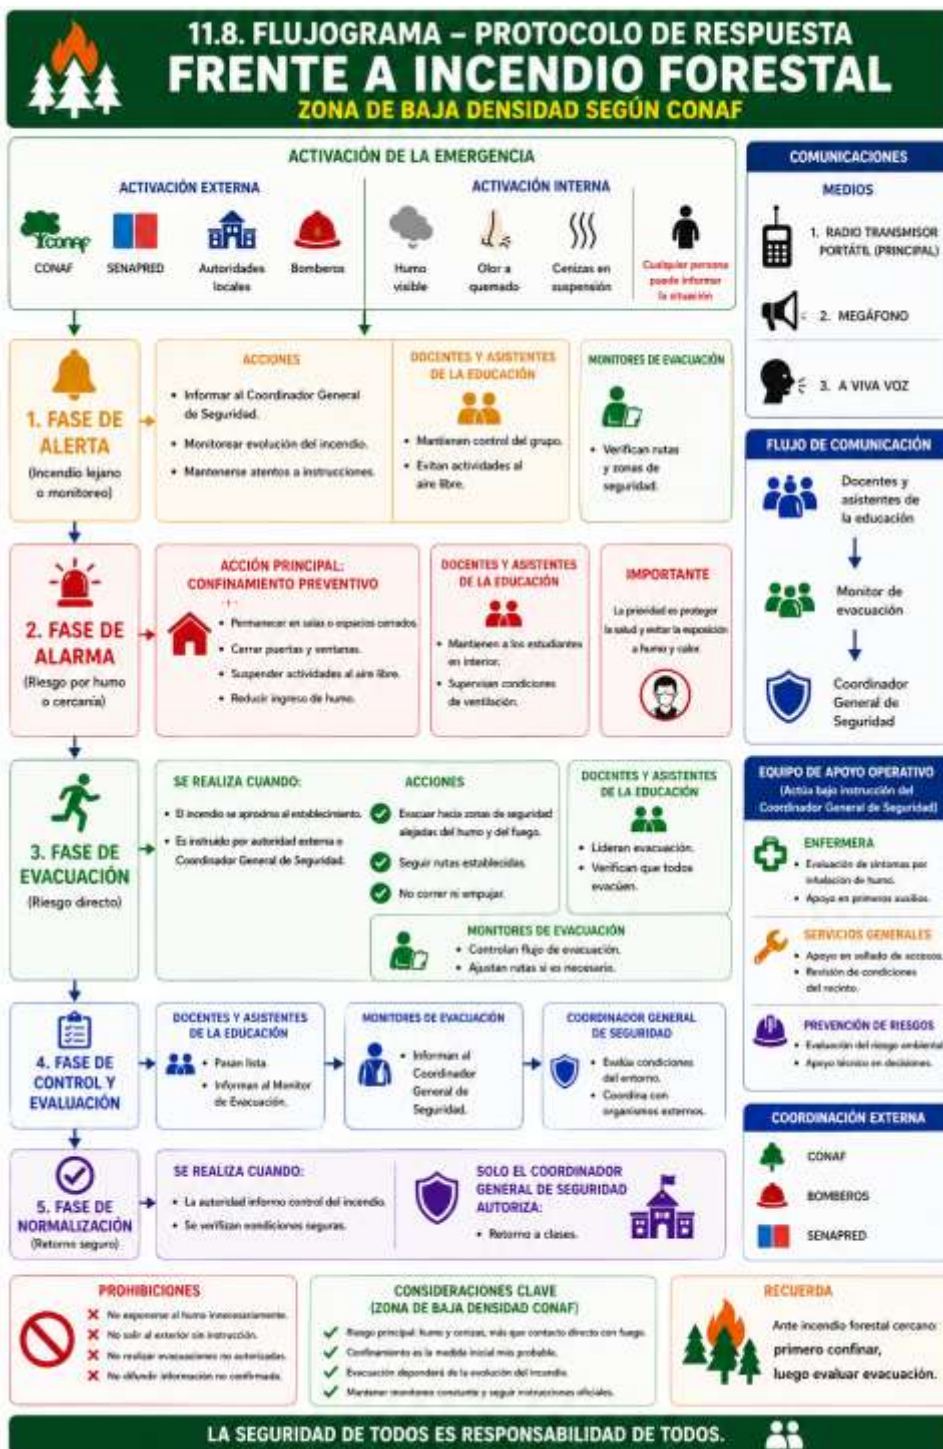 11.8. FLUJOGRAMA – PROTOCOLO DE RESPUESTA
FRENTE A INCENDIO FORESTAL
ZONA DE BAJA DENSIDAD SEGÚN CONAF
ACTIVACIÓN DE LA EMERGENCIA
ACTIVACIÓN EXTERNA
CONAF
CONAF
SENAPRED
Autoridades
locales
Bomberos
ACTIVACIÓN INTERNA
Humo
visible
Olor a
quemado
Cenizas en
suspensión
Cualquier persona
puede informar
la situación
1. FASE DE
ALERTA
(Incendio lejano
o monitoreo)
ACCIONES
• Informar al Coordinador General
de Seguridad.
• Monitorear evolución del incendio.
• Mantenerse atentos a instrucciones.
DOCENTES Y ASISTENTES
DE LA EDUCACIÓN
• Mantienen control del grupo.
• Evitan actividades al
aire libre.
MONITORES DE EVACUACIÓN
• Verifican rutas
y zonas de
seguridad.
2. FASE DE
ALARMA
(Riesgo por humo
o cercanía)
ACCIÓN PRINCIPAL:
CONFINAMIENTO PREVENTIVO
• Permanecer en salas o espacios cerrados.
• Cerrar puertas y ventanas.
• Suspender actividades al aire libre.
• Reducir ingreso de humo.
DOCENTES Y ASISTENTES
DE LA EDUCACIÓN
• Mantienen a los estudiantes
en interior.
• Supervisan condiciones
de ventilación.
IMPORTANTE
La prioridad es proteger
la salud y evitar la exposición
a humo y calor.
3. FASE DE
EVACUACIÓN
(Riesgo directo)
SE REALIZA CUANDO:
• El incendio se aproxima al establecimiento.
• Es instruido por autoridad externa o
Coordinador General de Seguridad.
ACCIONES
Evacuar hacia zonas de seguridad
alejadas del humo y del fuego.
Seguir rutas establecidas.
No correr ni empujar.
DOCENTES Y ASISTENTES
DE LA EDUCACIÓN
• Lideran evacuación.
• Verifican que todos
evacúen.
MONITORES DE EVACUACIÓN
• Controlan flujo de evacuación.
• Ajustan rutas si es necesario.
4. FASE DE
CONTROL Y
EVALUACIÓN
DOCENTES Y ASISTENTES
DE LA EDUCACIÓN
• Pasan lista.
• Informan al Monitor
de Evacuación.
MONITORES DE EVACUACIÓN
• Informan al
Coordinador
General de
Seguridad.
COORDINADOR GENERAL
DE SEGURIDAD
• Evalúa condiciones
del entorno.
• Coordina con
organismos externos.
5. FASE DE
NORMALIZACIÓN
(Retorno seguro)
SE REALIZA CUANDO:
• La autoridad informa control del incendio.
• Se verifican condiciones seguras.
SOLO EL COORDINADOR
GENERAL DE SEGURIDAD
AUTORIZA:
• Retorno a clases.
COMUNICACIONES
MEDIOS
1. RADIO TRANSMISOR
PORTÁTIL (PRINCIPAL)
2. MEGÁFONO
3. A VIVA VOZ
FLUJO DE COMUNICACIÓN
Docentes y
asistentes de
la educación
Monitor de
evacuación
Coordinador
General de
Seguridad
EQUIPO DE APOYO OPERATIVO
(Actúa bajo instrucción del
Coordinador General de Seguridad)
ENFERMERA
• Evaluación de síntomas por
inhalación de humo.
• Apoyo en primeros auxilios.
SERVICIOS GENERALES
• Apoyo en sellado de accesos.
• Revisión de condiciones
del recinto.
PREVENCIÓN DE RIESGOS
• Evaluación del riesgo ambiental.
• Apoyo técnico en decisiones.
COORDINACIÓN EXTERNA
CONAF
BOMBEROS
SENAPRED
PROHIBICIONES
No exponerse al humo innecesariamente.
No salir al exterior sin instrucción.
No realizar evacuaciones no autorizadas.
No difundir información no confirmada.
CONSIDERACIONES CLAVE
(ZONA DE BAJA DENSIDAD CONAF)
Riesgo principal: humo y cenizas, más que contacto directo con fuego.
Confinamiento es la medida inicial más probable.
Evacuación dependerá de la evolución del incendio.
Mantener monitoreo constante y seguir instrucciones oficiales.
RECUERDA
Ante incendio forestal cercano:
primero confinar,
luego evaluar evacuación.
LA SEGURIDAD DE TODOS ES RESPONSABILIDAD DE TODOS.